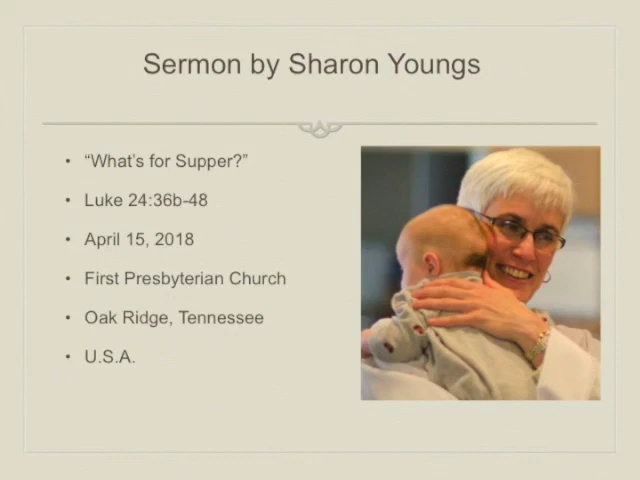 Sermon by Sharon Youngs
• “What’s for Supper?”
• Luke 24:36b-48
• April 15, 2018
• First Presbyterian Church
• Oak Ridge, Tennessee
• U.S.A.